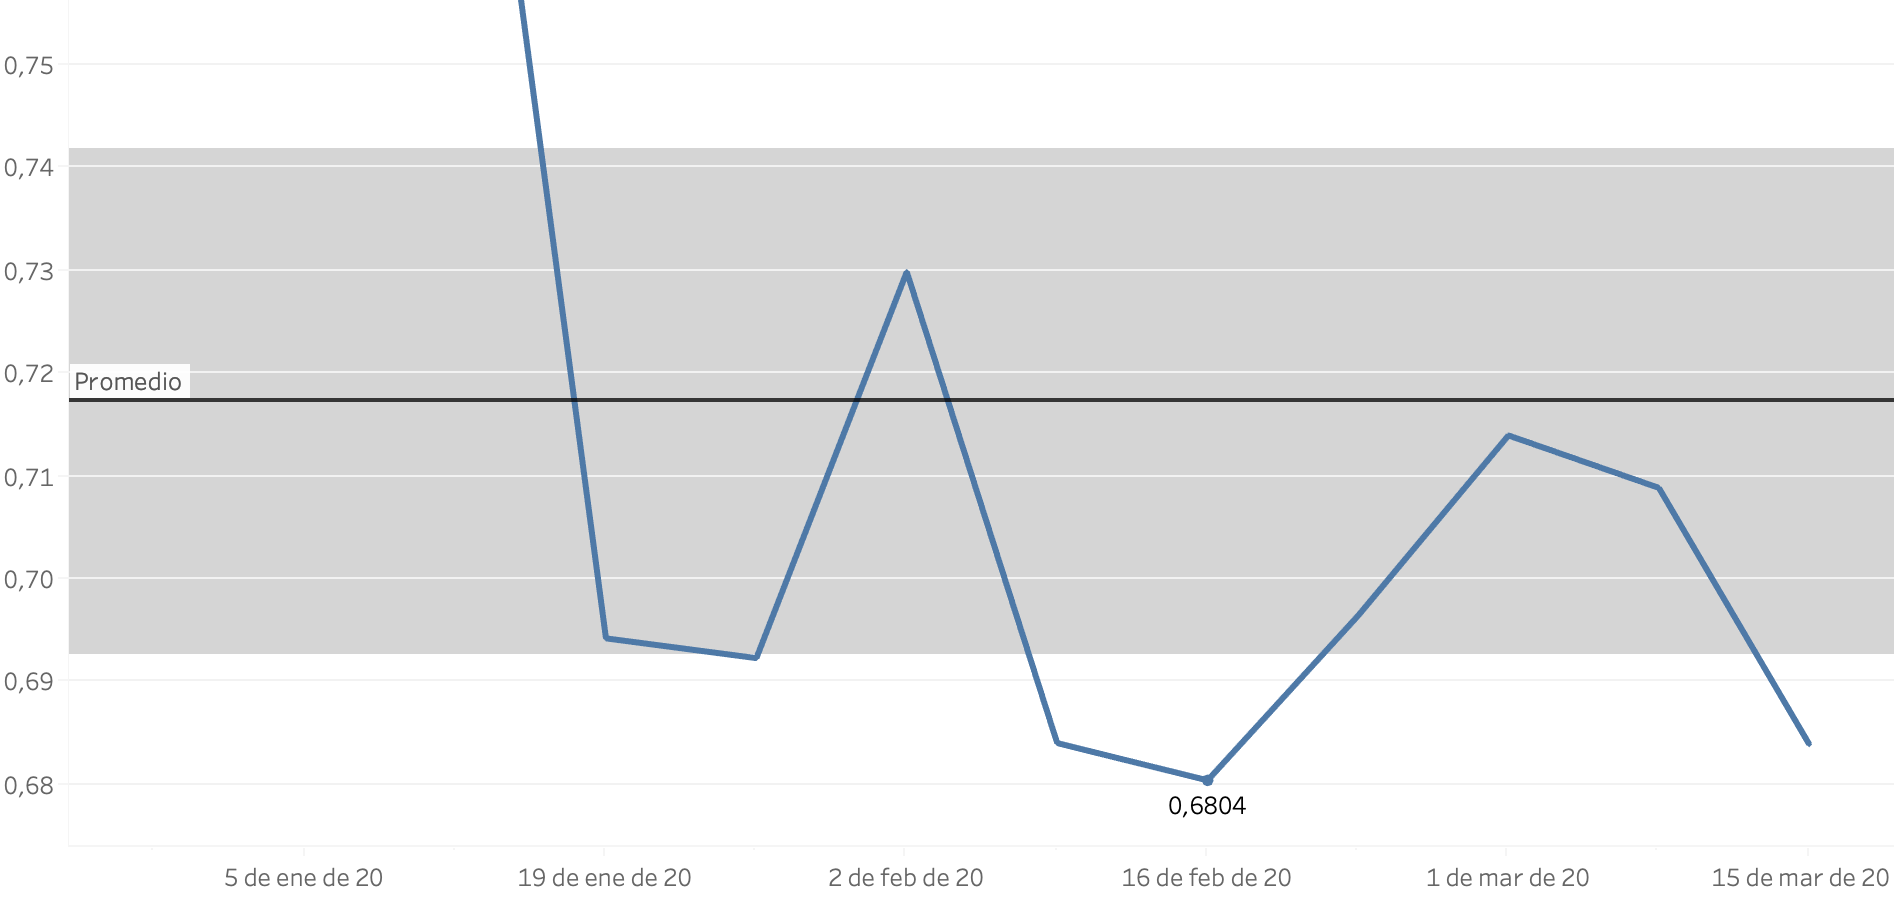 0,75
0,74
0,73
0,72
Promedio
0,71
0,70
0,69
0,68
0,6804
5 de ene de 20
19 de ene de 20
2 de feb de 20
16 de feb de 20
1 de mar de 20
15 de mar de 20